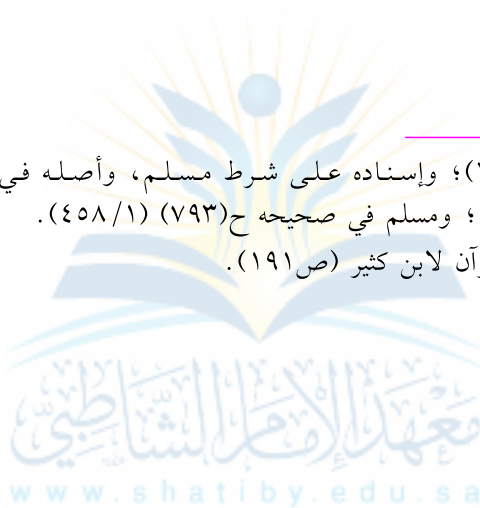 )؛ وإسناده على شرط مسلم، وأصله في
؛ ومسلم في صحيحه ح(٧٩٣) (٤٥٨/١).
لابن كثير (ص١٩١).
معهد الإمام الشاطبي
www.shatiby.edu.sa